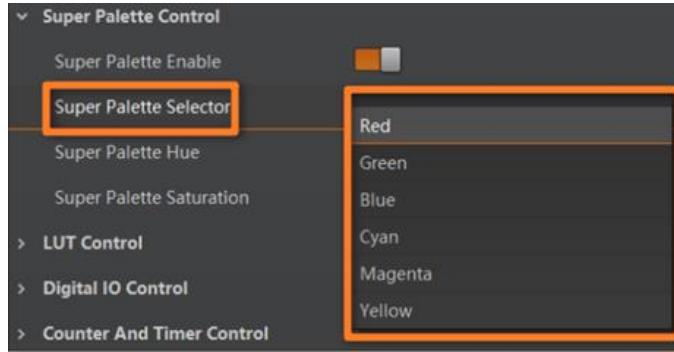 Super Palette Control
Super Palette Enable
Super Palette Selector
Red
Super Palette Hue
Green
Super Palette Saturation
Blue
LUT Control
Cyan
Digital IO Control
Magenta
Counter And Timer Control
Yellow